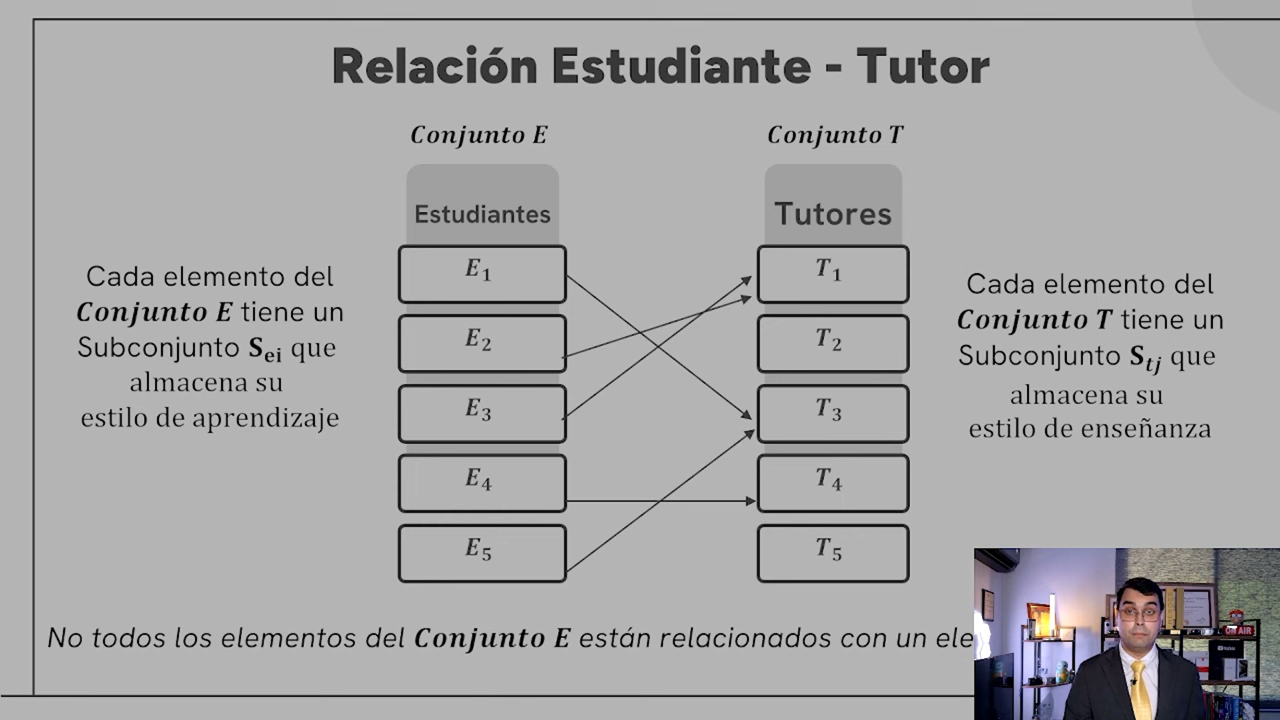 Relación Estudiante - Tutor
Conjunto E
Conjunto T
Estudiantes
Tutores
E1
E2
E3
E4
E5
T1
T2
T3
T4
T5
Cada elemento del
Conjunto E tiene un
Subconjunto Sei que
almacena su
estilo de aprendizaje
Cada elemento del
Conjunto T tiene un
Subconjunto Stj que
almacena su
estilo de enseñanza
No todos los elementos del Conjunto E están relacionados con un ele
ON AIR